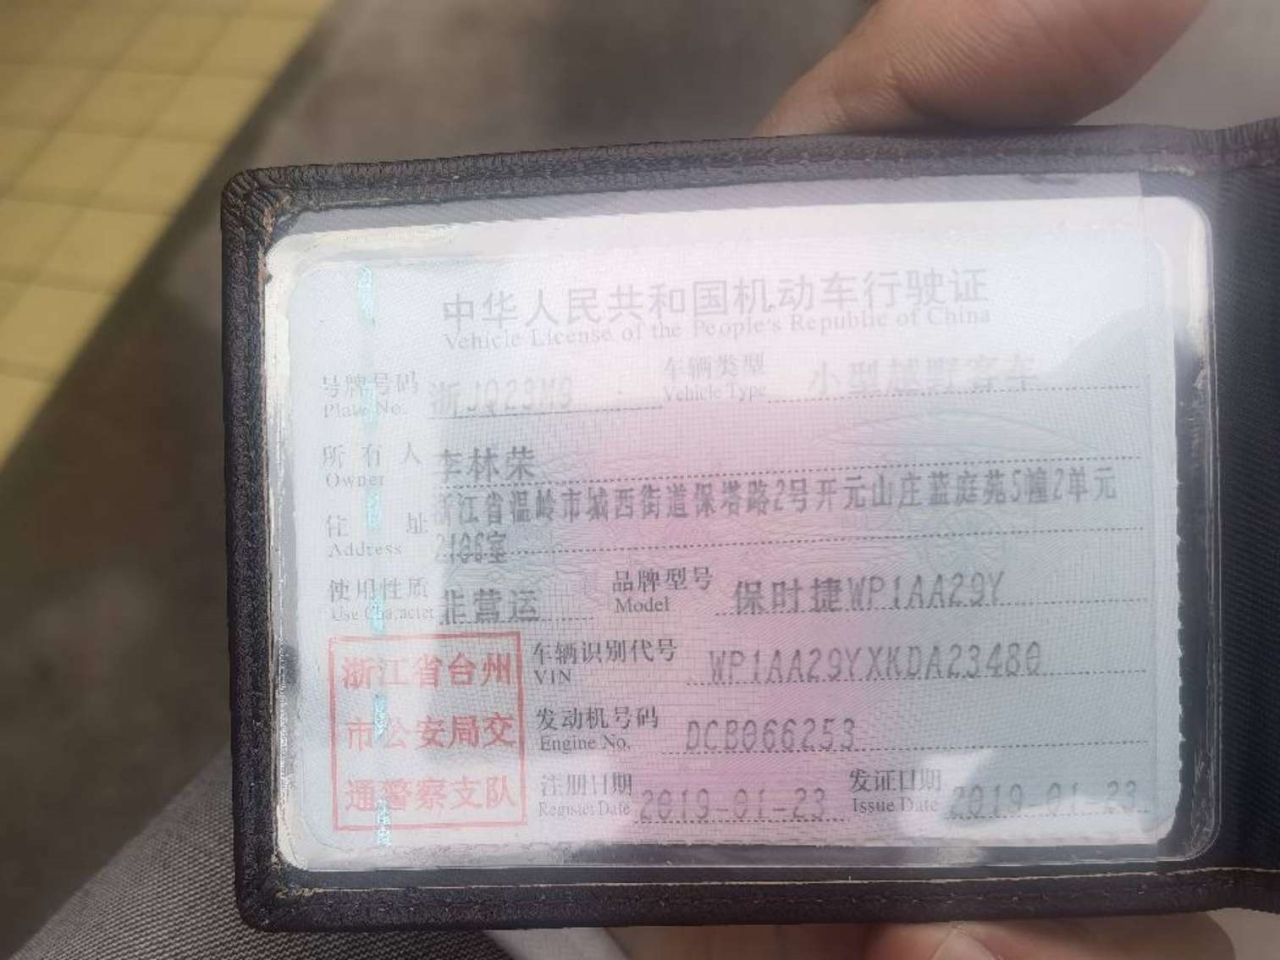 中华人民共和国机动车行驶证
Vehicle License of the People's Republic of China
号牌号码 浙JQ23M9 车辆类型 小型越野客车
Plate No. Vehicle Type
所有人 李林荣
Owner
住址 浙江省温岭市城西街道保塔路2号开元山庄蓝庭苑5幢2单元
Address 2106室
使用性质 非营运 品牌型号 保时捷WP1AA29Y
Use Character Model
浙江省台州 车辆识别代号 WP1AA29YXKDA23480
VIN
市公安局交 发动机号码 DCB066253
Engine No.
通警察支队 注册日期 2019-01-23 发证日期 2019-01-23
Register Date Issue Date